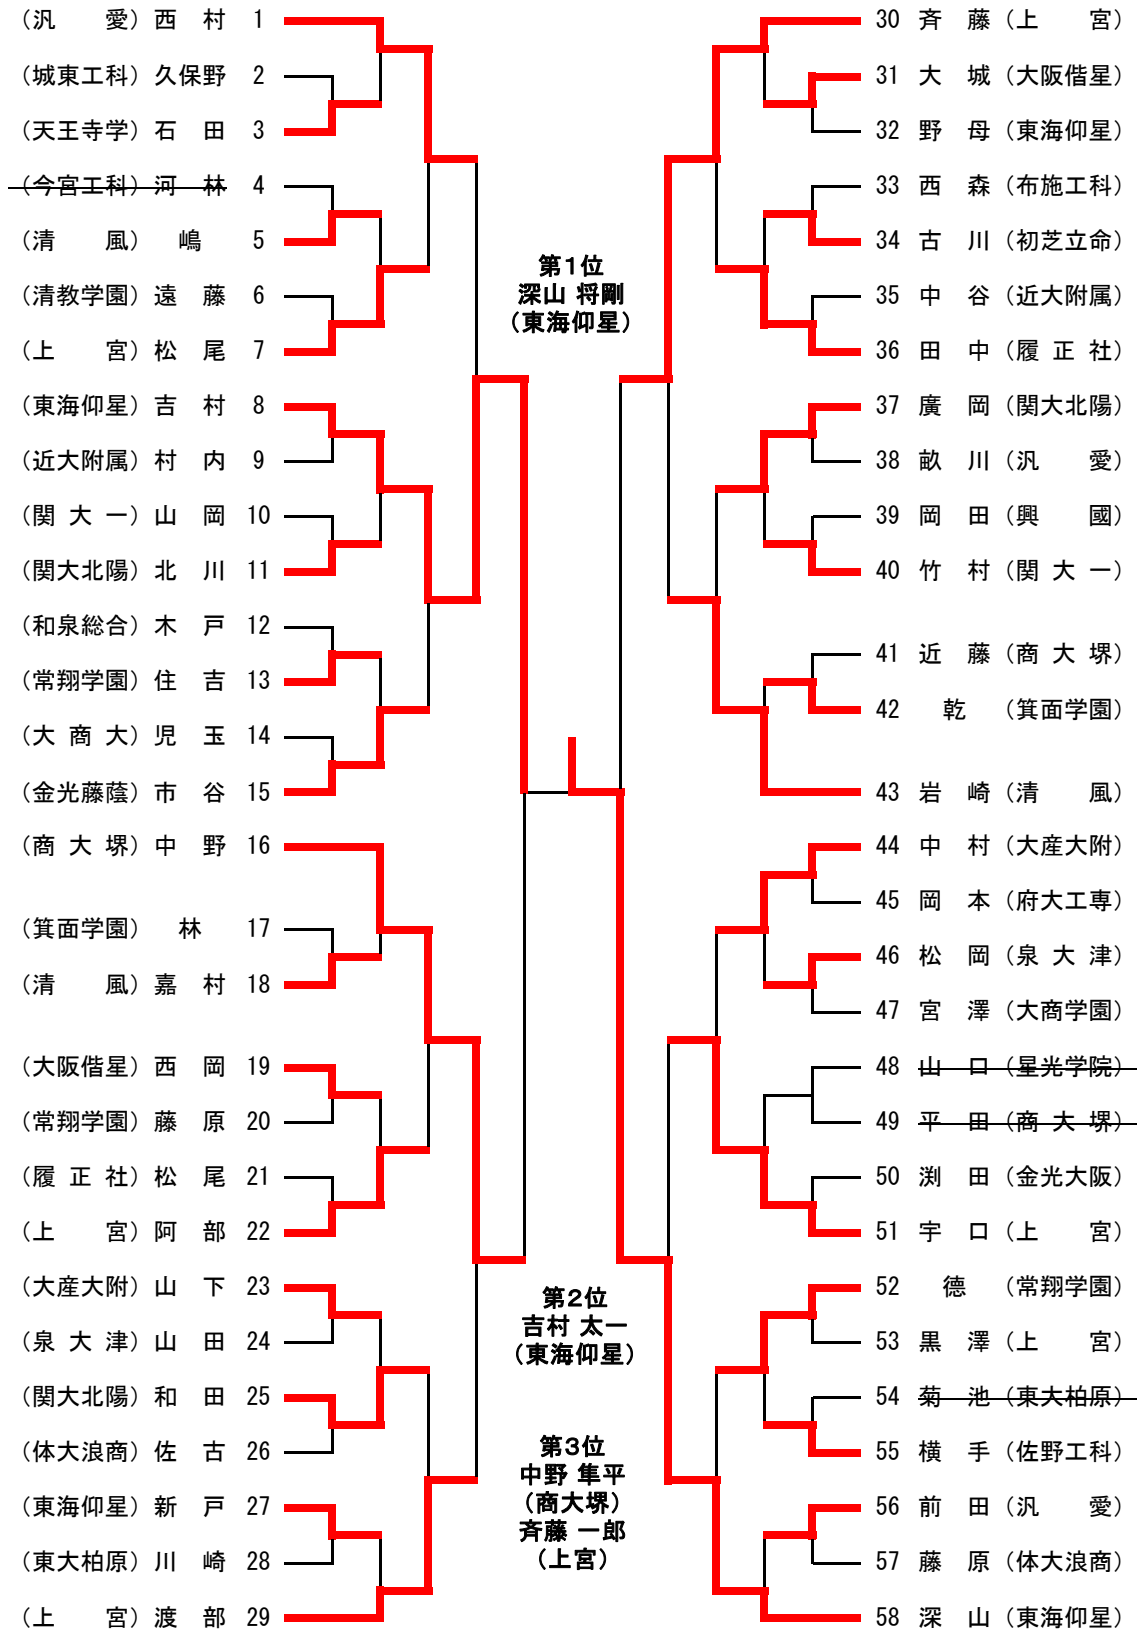 (汎　　愛) 西　村　1
(城東工科) 久保野　2
(天王寺学) 石　田　3
(今宮工科) 河　林　4
(清　　風)　嶋　5
(清教学園) 遠　藤　6
(上　　宮) 松　尾　7
(東海仰星) 吉　村　8
(近大附属) 村　内　9
(関 大 一) 山　岡　10
(関大北陽) 北　川　11
(和泉総合) 木　戸　12
(常翔学園) 住　吉　13
(大 商 大) 児　玉　14
(金光藤蔭) 市　谷　15
(商 大 堺) 中　野　16
(箕面学園)　林　17
(清　　風) 嘉　村　18
(大阪偕星) 西　岡　19
(常翔学園) 藤　原　20
(履 正 社) 松　尾　21
(上　　宮) 阿　部　22
(大産大附) 山　下　23
(泉 大 津) 山　田　24
(関大北陽) 和　田　25
(体大浪商) 佐　古　26
(東海仰星) 新　戸　27
(東大柏原) 川　崎　28
(上　　宮) 渡　部　29
第1位
深山 将剛
(東海仰星)
第2位
吉村 太一
(東海仰星)
第3位
中野 隼平
(商大堺)
斉藤 一郎
(上宮)
30　斉　藤 (上　　宮)
31　大　城 (大阪偕星)
32　野　母 (東海仰星)
33　西　森 (布施工科)
34　古　川 (初芝立命)
35　中　谷 (近大附属)
36　田　中 (履 正 社)
37　廣　岡 (関大北陽)
38　畝　川 (汎　　愛)
39　岡　田 (興　　國)
40　竹　村 (関 大 一)
41　近　藤 (商 大 堺)
42　乾　(箕面学園)
43　岩　崎 (清　　風)
44　中　村 (大産大附)
45　岡　本 (府大工専)
46　松　岡 (泉 大 津)
47　宮　澤 (大商学園)
48　山　口 (星光学院)
49　平　田 (商 大 堺)
50　渕　田 (金光大阪)
51　宇　口 (上　　宮)
52　德　(常翔学園)
53　黒　澤 (上　　宮)
54　菊　池 (東大柏原)
55　横　手 (佐野工科)
56　前　田 (汎　　愛)
57　藤　原 (体大浪商)
58　深　山 (東海仰星)